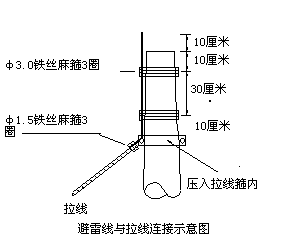 10厘米
10厘米
φ3.0铁丝麻箍3圈
30厘米
φ1.5铁丝麻箍3
圈
10厘米
压入拉线箍内
拉线
避雷线与拉线连接示意图